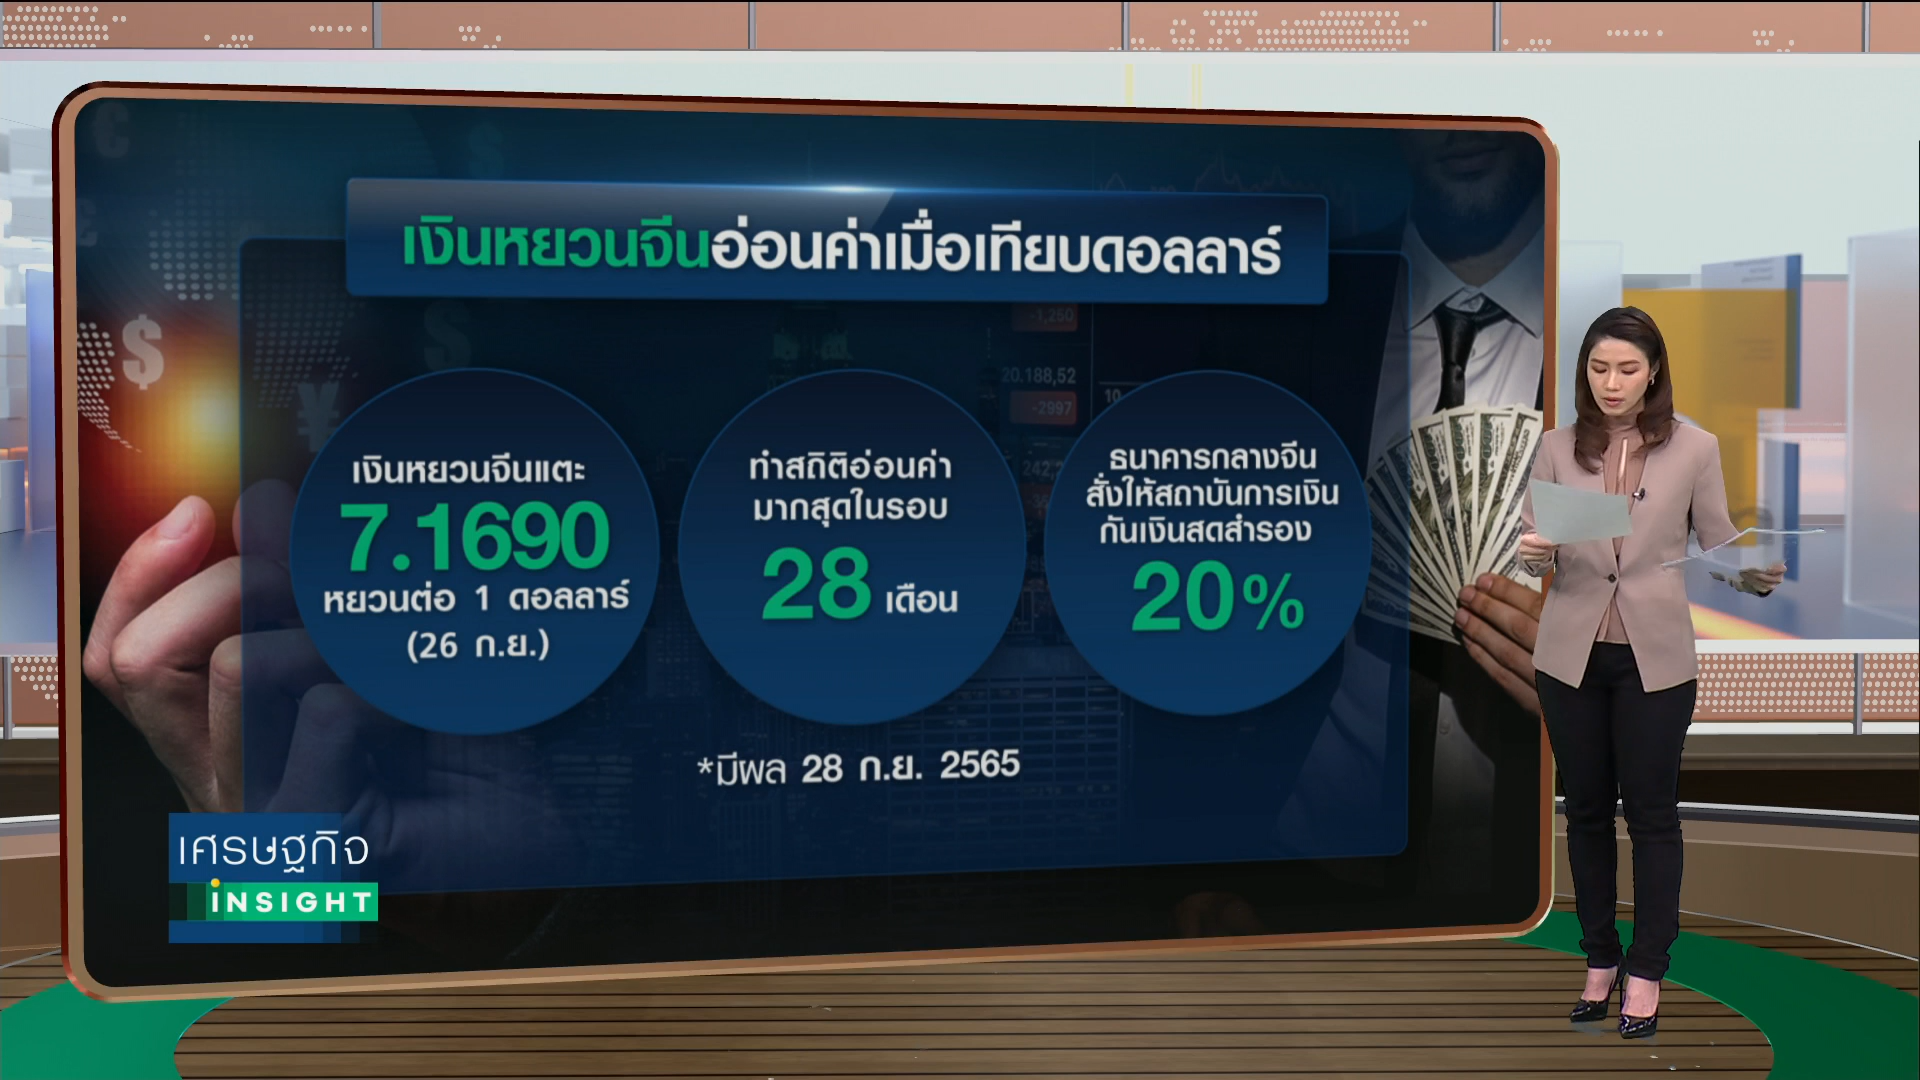 เงินหยวนจีนอ่อนค่าเมื่อเทียบดอลลาร์
เงินหยวนจีนแตะ
7.1690
หยวนต่อ 1 ดอลลาร์
(26 ก.ย.)
ทำสถิติอ่อนค่า
มากสุดในรอบ
28 เดือน
ธนาคารกลางจีน
สั่งให้สถาบันการเงิน
กันเงินสดสำรอง
20%
*มีผล 28 ก.ย. 2565
-1,250
20.188,52
-2997
10
เศรษฐกิจ
INSIGHT